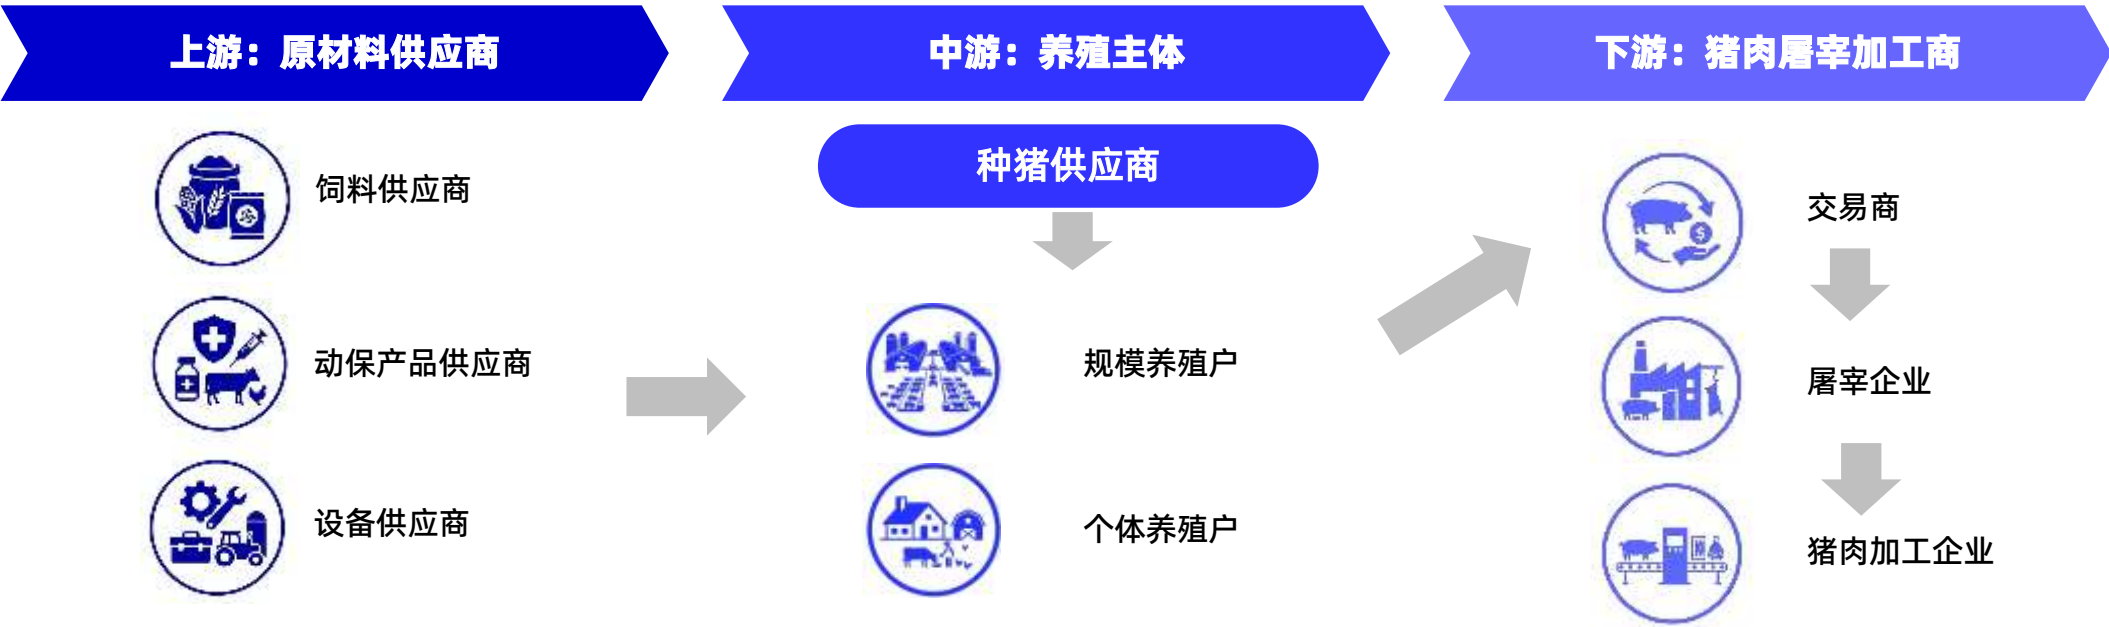 上游：原材料供应商
饲料供应商
动保产品供应商
设备供应商
中游：养殖主体
种猪供应商
规模养殖户
个体养殖户
下游：猪肉屠宰加工商
交易商
屠宰企业
猪肉加工企业